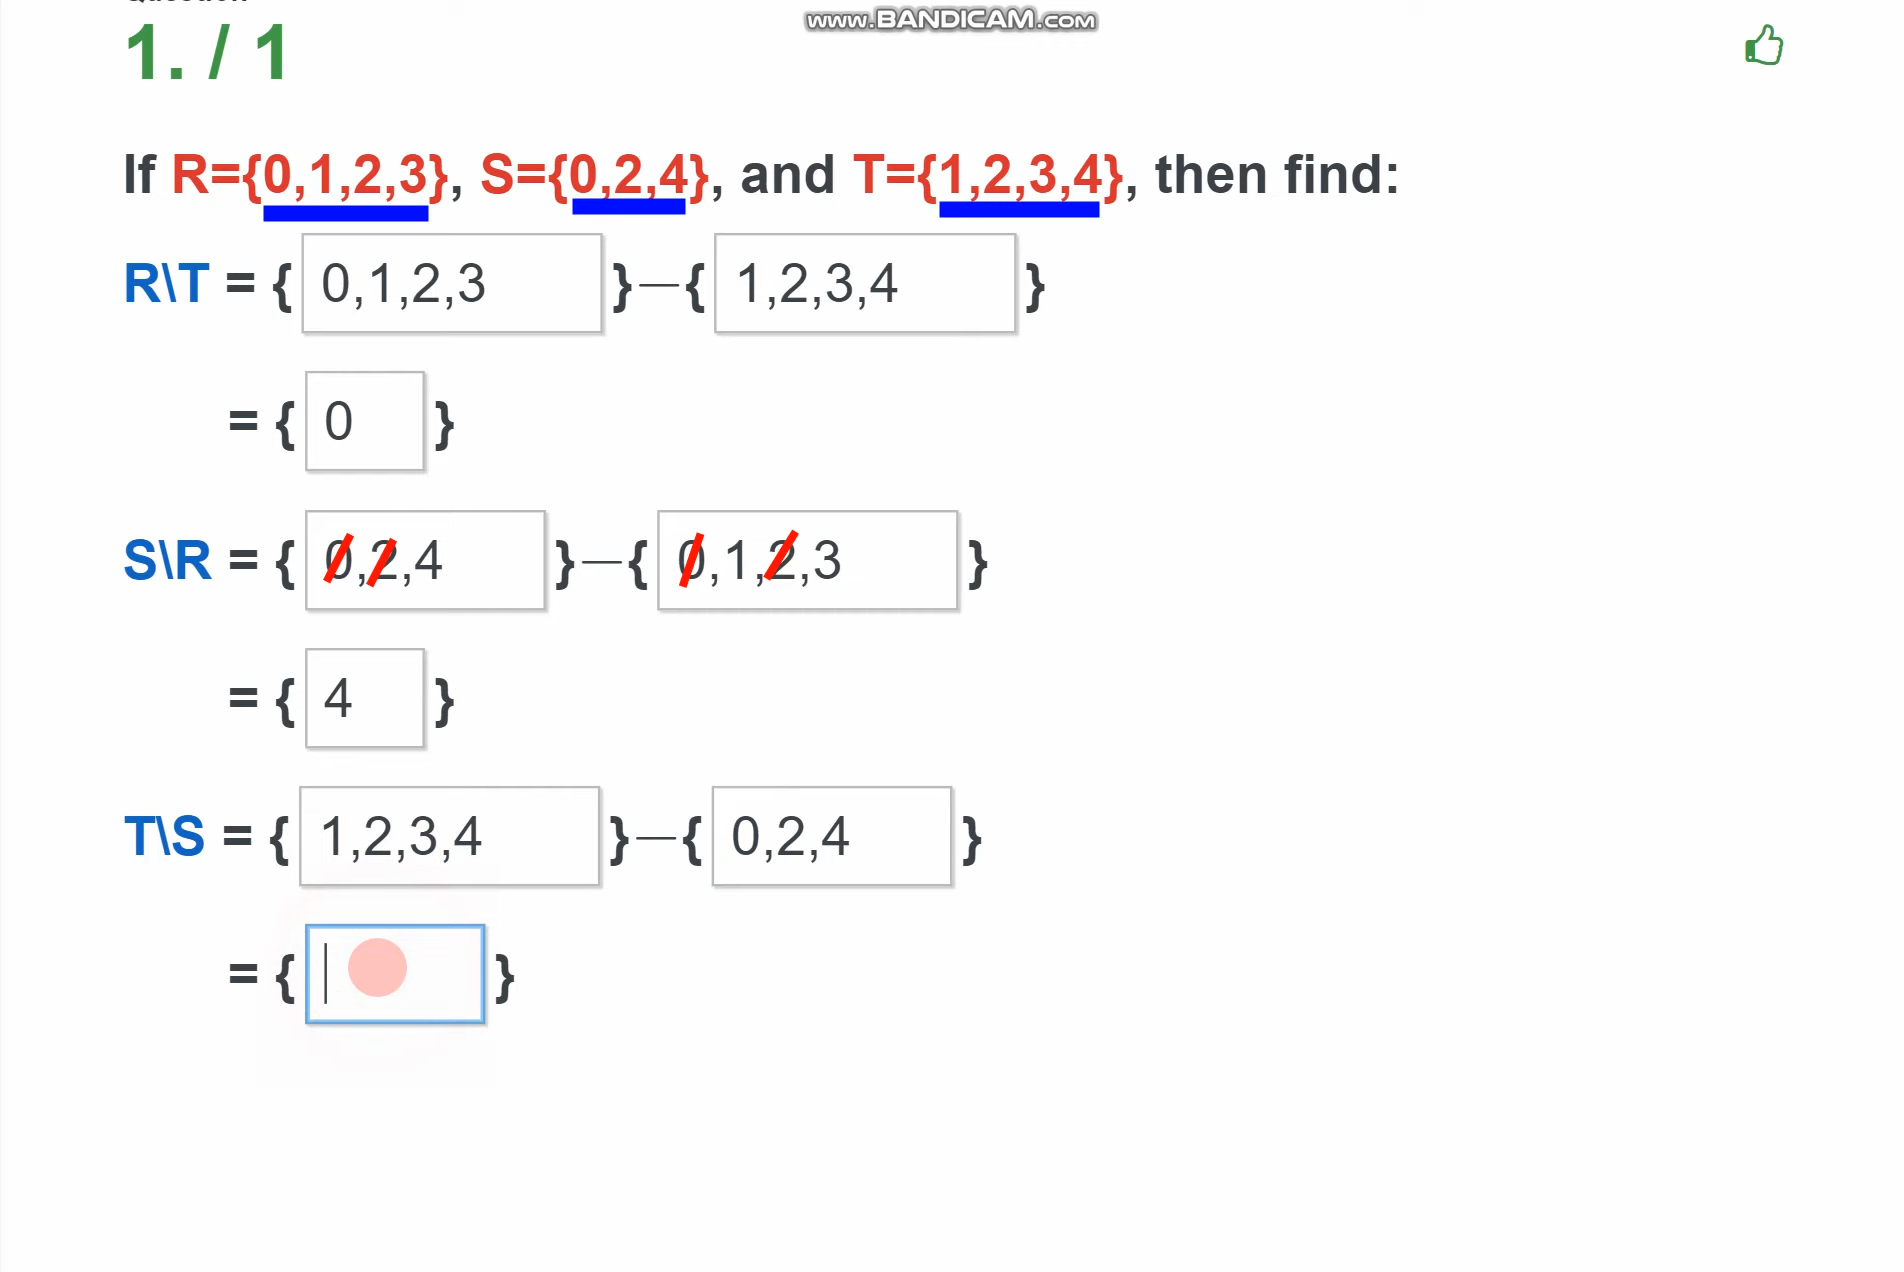 www.BANDICAM.com
1. / 1
If R={0,1,2,3}, S={0,2,4}, and T={1,2,3,4}, then find:
R\T = { 0,1,2,3 }—{ 1,2,3,4 }
= { 0 }
S\R = { 0,2,4 }—{ 0,1,2,3 }
= { 4 }
T\S = { 1,2,3,4 }—{ 0,2,4 }
= { }